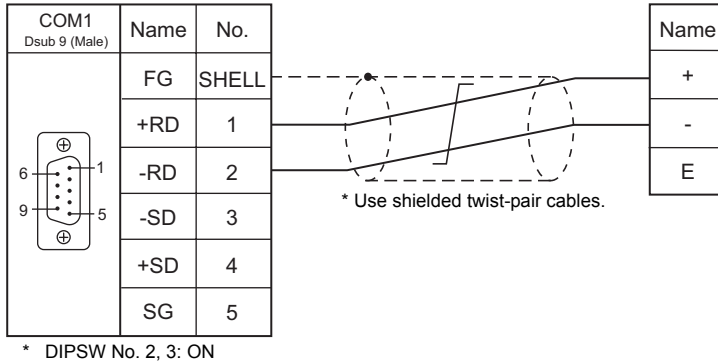 COM1
Dsub 9 (Male)
Name No.
Name
FG SHELL
+
+RD 1
-
-RD 2
E
6 1
9 5
* Use shielded twist-pair cables.
-SD 3
+SD 4
SG 5
* DIPSW No. 2, 3: ON